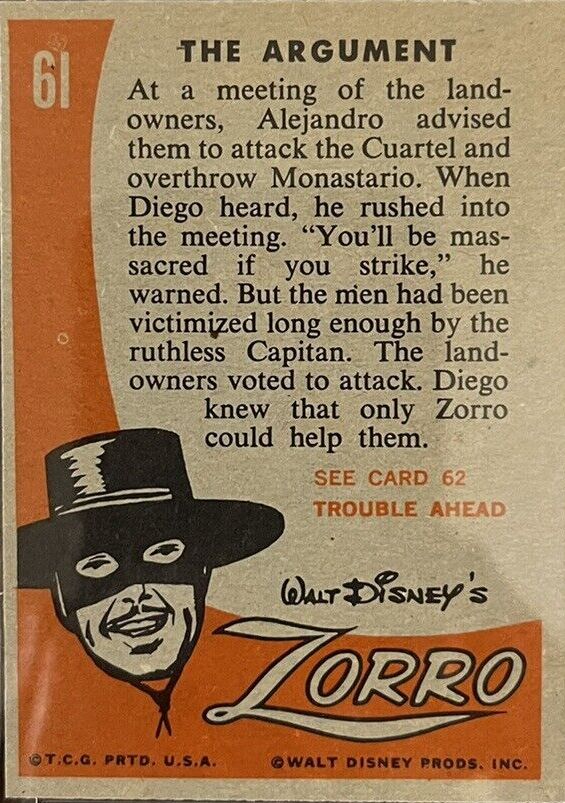 61
THE ARGUMENT
At a meeting of the land-
owners, Alejandro advised
them to attack the Cuartel and
overthrow Monastario. When
Diego heard, he rushed into
the meeting. “You'll be mas-
sacred if you strike,” he
warned. But the men had been
victimized long enough by the
ruthless Capitan. The land-
owners voted to attack. Diego
knew that only Zorro
could help them.
SEE CARD 62
TROUBLE AHEAD
WALT DISNEY'S
ZORRO
©T.C.G. PRTD. U.S.A.
©WALT DISNEY PRODS. INC.